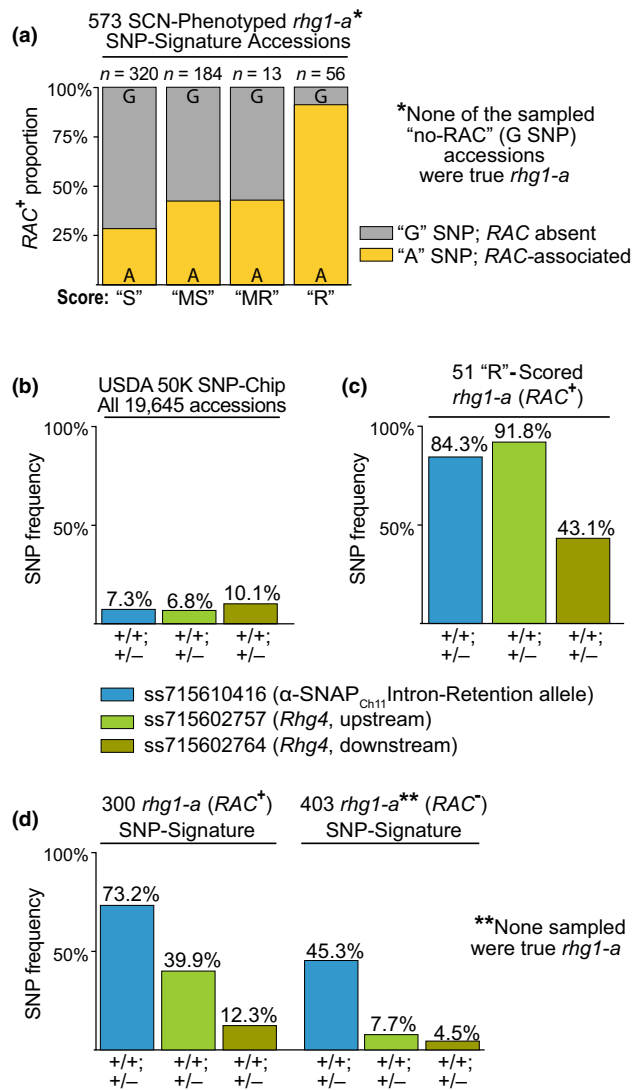 (a)
573 SCN-Phenotyped rhg1-a*
SNP-Signature Accessions
n = 320 n = 184 n = 13 n = 56
100%
75%
50%
25%
RAC+ proportion
G G G G
A A A A
Score: "S" "MS" "MR" "R"
*None of the sampled
"no-RAC" (G SNP)
accessions
were true rhg1-a
"G" SNP; RAC absent
"A" SNP; RAC-associated
(b)
USDA 50K SNP-Chip
All 19,645 accessions
100%
50%
SNP frequency
7.3% 6.8% 10.1%
+/+; +/+; +/+;
+/– +/– +/–
(c)
51 "R"-Scored
rhg1-a (RAC+)
100%
50%
SNP frequency
84.3% 91.8% 43.1%
+/+; +/+; +/+;
+/– +/– +/–
ss715610416 (α-SNAPCh11Intron-Retention allele)
ss715602757 (Rhg4, upstream)
ss715602764 (Rhg4, downstream)
(d)
300 rhg1-a (RAC+)
SNP-Signature
403 rhg1-a** (RAC-)
SNP-Signature
100%
50%
SNP frequency
73.2% 39.9% 12.3% 45.3% 7.7% 4.5%
+/+; +/+; +/+; +/+; +/+; +/+;
+/– +/– +/– +/– +/– +/–
**None sampled
were true rhg1-a